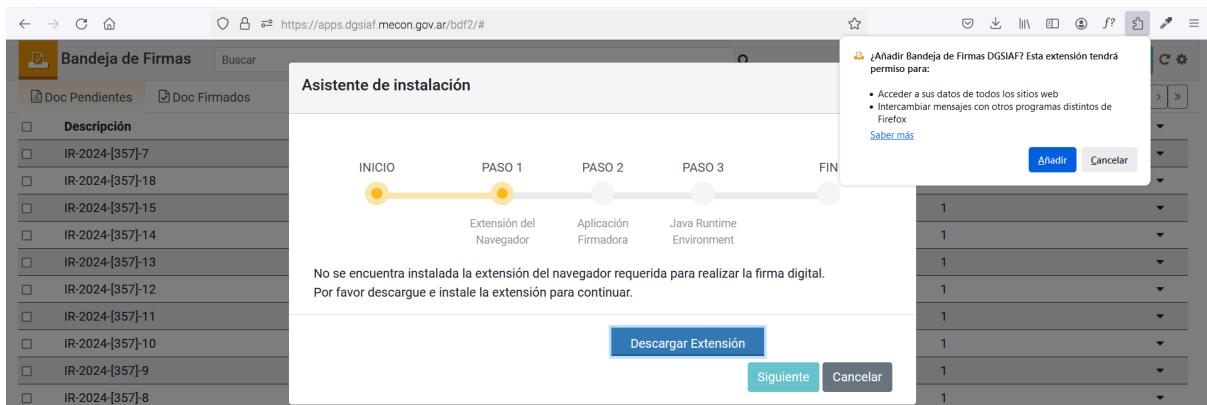 https://apps.dgsiaf.mecon.gov.ar/bdf2/#
Bandeja de Firmas
Buscar
Doc Pendientes
Doc Firmados
Descripción
IR-2024-[357]-7
IR-2024-[357]-18
IR-2024-[357]-15
1
IR-2024-[357]-14
1
IR-2024-[357]-13
1
IR-2024-[357]-12
1
IR-2024-[357]-11
1
IR-2024-[357]-10
1
IR-2024-[357]-9
1
IR-2024-[357]-8
1
Asistente de instalación
INICIO
PASO 1
PASO 2
PASO 3
FIN
Extensión del
Navegador
Aplicación
Firmadora
Java Runtime
Environment
No se encuentra instalada la extensión del navegador requerida para realizar la firma digital.
Por favor descargue e instale la extensión para continuar.
Descargar Extensión
Siguiente
Cancelar
f?
¿Añadir Bandeja de Firmas DGSIAF? Esta extensión tendrá
permiso para:
• Acceder a sus datos de todos los sitios web
• Intercambiar mensajes con otros programas distintos de
Firefox
Saber más
Añadir
Cancelar